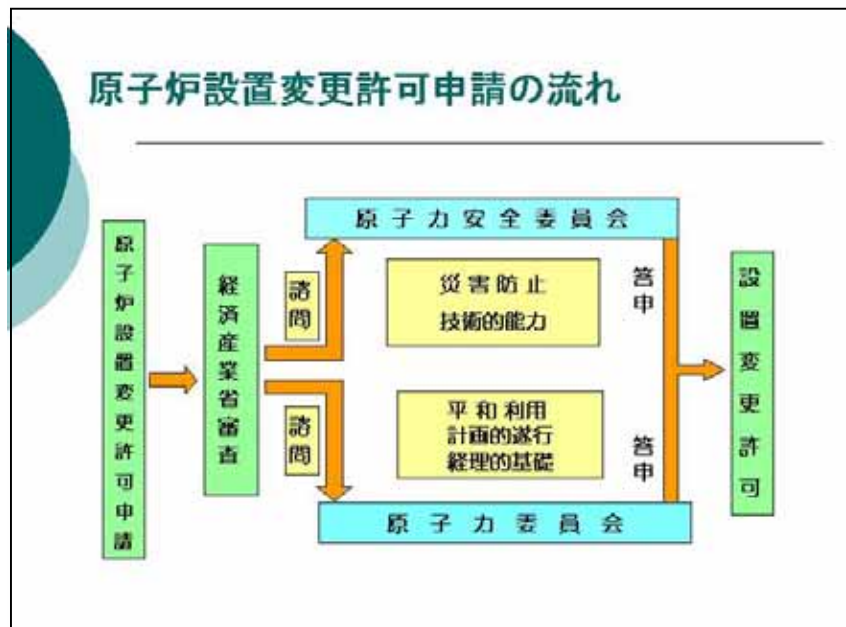 原子炉設置変更許可申請の流れ
原子炉設置変更許可申請
経済産業省審査
諮問
諮問
原子力安全委員会
災害防止
技術的能力
平和利用
計画的遂行
経理的基礎
原子力委員会
答申
答申
設置変更許可